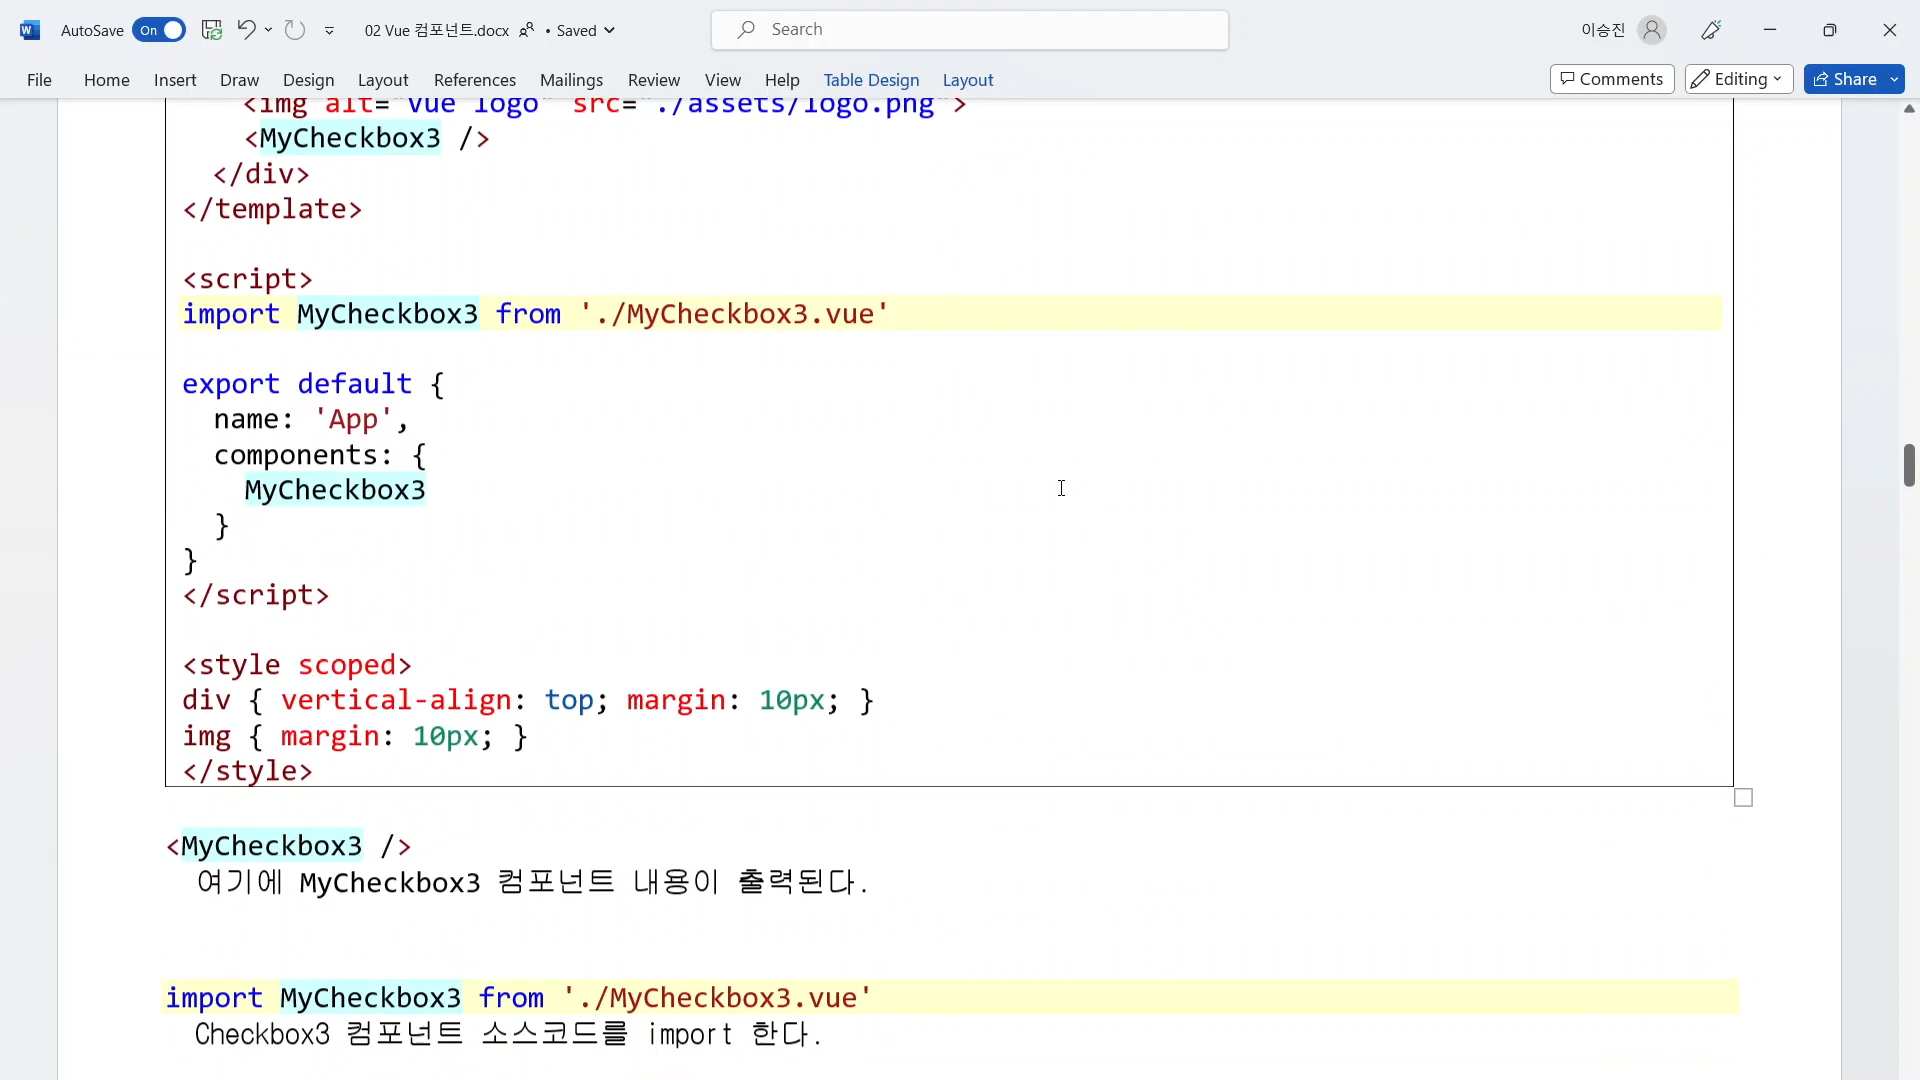 AutoSave On 02 Vue 컴포넌트.docx • Saved Search 이승진
File Home Insert Draw Design Layout References Mailings Review View Help Table Design Layout Comments Editing Share
<img alt="Vue logo" src="./assets/logo.png">
<MyCheckbox3 />
</div>
</template>
<script>
import MyCheckbox3 from './MyCheckbox3.vue'
export default {
name: 'App',
components: {
MyCheckbox3
}
}
</script>
<style scoped>
div { vertical-align: top; margin: 10px; }
img { margin: 10px; }
</style>
<MyCheckbox3 />
여기에 MyCheckbox3 컴포넌트 내용이 출력된다.
import MyCheckbox3 from './MyCheckbox3.vue'
Checkbox3 컴포넌트 소스코드를 import 한다.